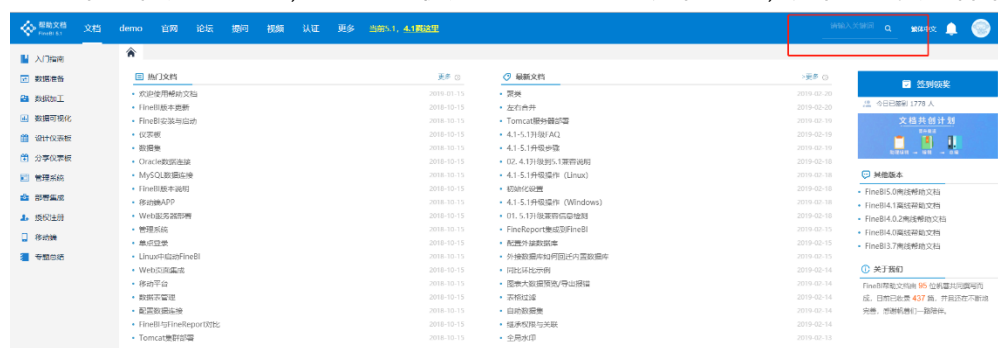 帮助文档
FineBI 5.1
文档 demo 官网 论坛 提问 视频 认证 更多 当前5.1, 4.1戳这里
请输入关键词
繁体中文
入门指南
数据准备
数据加工
数据可视化
设计仪表板
分享仪表板
管理系统
部署集成
授权注册
移动端
专题总结
热门文档 更多
欢迎使用帮助文档 2019-01-15
FineBI版本更新 2018-10-15
FineBI安装与启动 2018-10-15
仪表板 2018-10-15
数据集 2018-10-15
Oracle数据连接 2018-10-15
MySQL数据连接 2018-10-15
FineBI版本说明 2018-10-15
移动端APP 2018-10-15
Web服务器部署 2018-10-15
管理系统 2018-10-15
单点登录 2018-10-15
Linux中启动FineBI 2018-10-15
Web页面集成 2018-10-15
移动平台 2018-10-15
数据表管理 2018-10-15
配置数据连接 2018-10-15
FineBI与FineReport对比 2018-10-15
Tomcat集群部署 2018-10-15
最新文档 >更多
聚类 2019-02-20
左右合并 2019-02-20
Tomcat服务器部署 2019-02-19
4.1-5.1升级FAQ 2019-02-19
4.1-5.1升级步骤 2019-02-19
02. 4.1升级到5.1兼容说明 2019-02-18
4.1-5.1升级操作（Linux） 2019-02-18
初始化设置 2019-02-18
4.1-5.1升级操作（Windows） 2019-02-18
01. 5.1升级兼容信息检测 2019-02-18
FineReport集成到FineBI 2019-02-15
配置外接数据库 2019-02-15
外接数据库如何回迁内置数据库 2019-02-15
同比环比示例 2019-02-14
图表大数据预览/导出报错 2019-02-14
表格过滤 2019-02-14
自助数据集 2019-02-14
继承权限与关联 2019-02-14
全局水印 2019-02-13
签到领奖
今日已签到 1778 人
文档共创计划
其他版本
FineBI5.0离线帮助文档
FineBI4.1离线帮助文档
FineBI4.0.2离线帮助文档
FineBI4.0离线帮助文档
FineBI3.7离线帮助文档
关于我们
FineBI帮助文档由 95 位帆喜共同撰写而
成，目前已收录 437 篇，并且还在不断地
完善，感谢帆喜们一路陪伴。